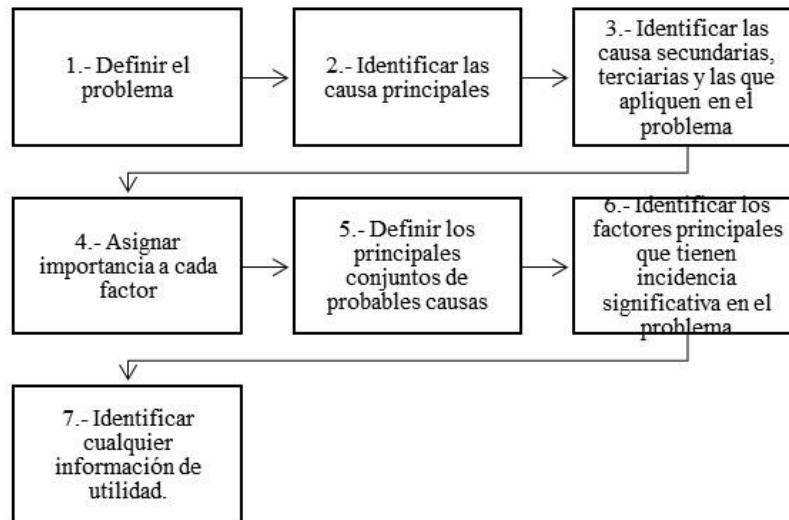 1.- Definir el
problema
2.- Identificar las
causa principales
3.- Identificar las
causa secundarias,
terciarias y las que
apliquen en el
problema
4.- Asignar
importancia a cada
factor
5.- Definir los
principales
conjuntos de
probables causas
6.- Identificar los
factores principales
que tienen
incidencia
significativa en el
problema
7.- Identificar
cualquier
información de
utilidad.